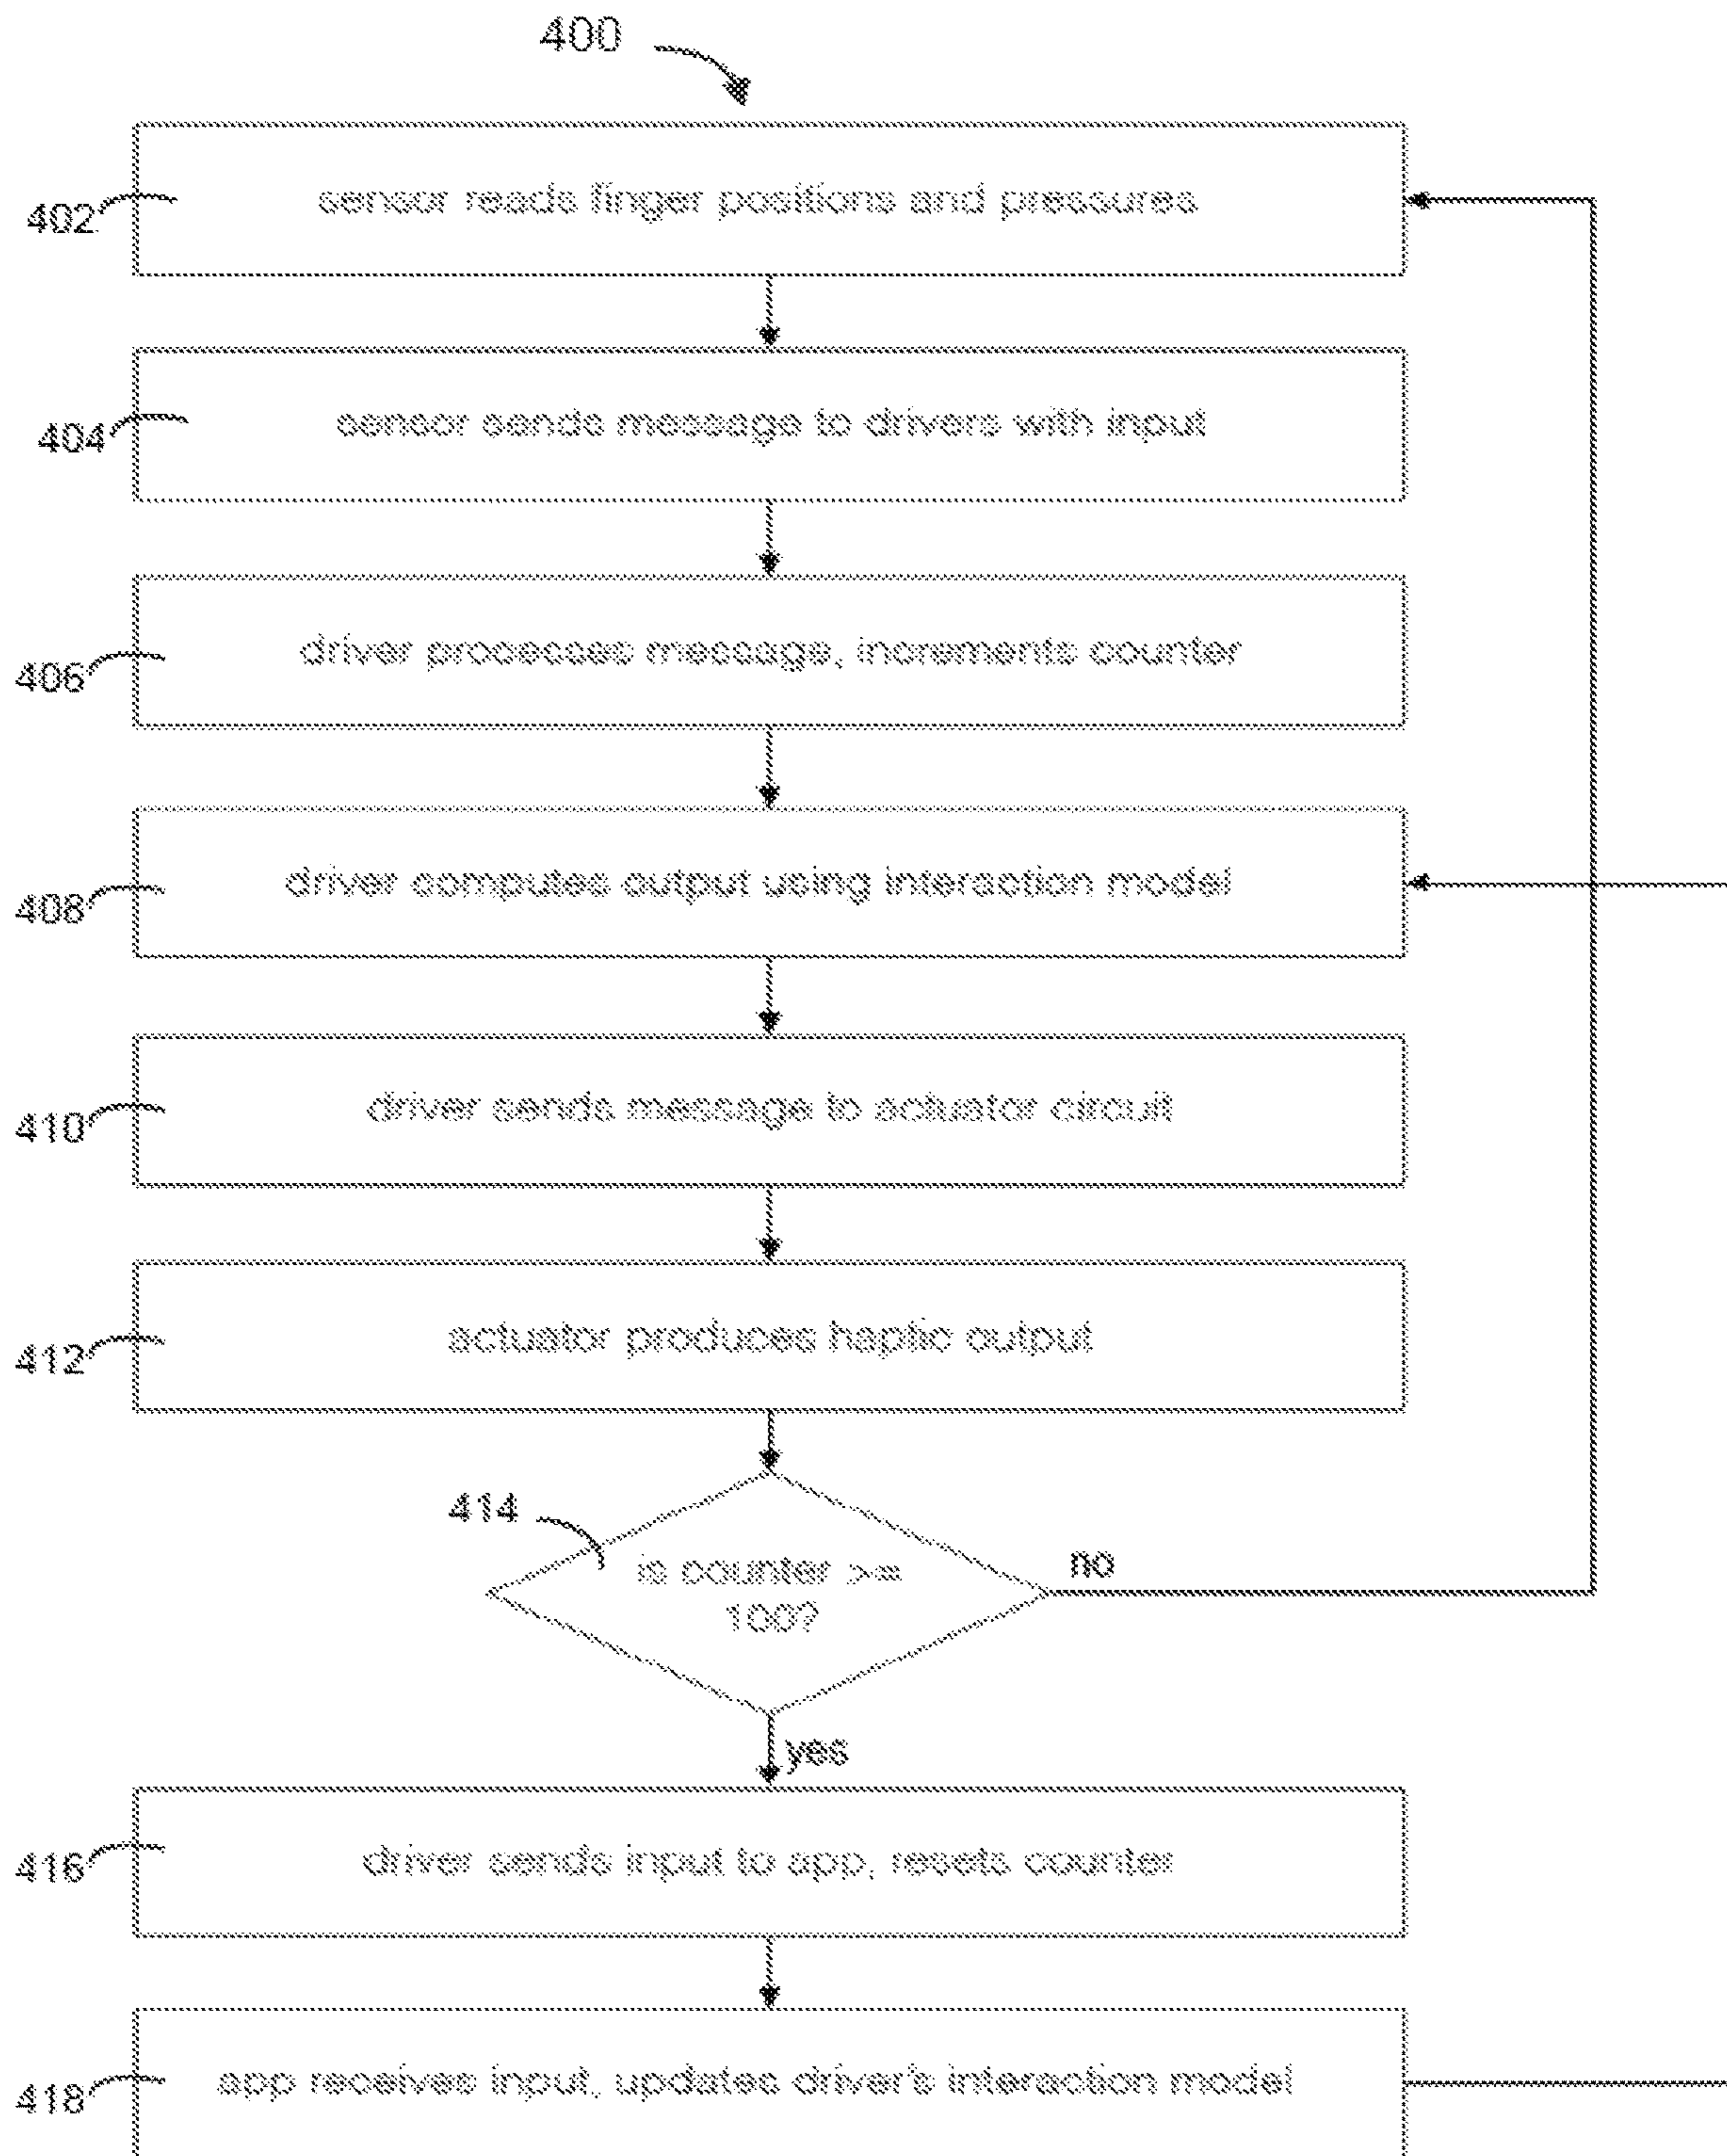 400
402
sensor reads finger positions and pressures
404
sensor sends message to drivers with input
406
driver processes message, increments counter
408
driver computes output using interaction model
410
driver sends message to actuator circuit
412
actuator produces haptic output
414
is counter >=
100?
no
yes
416
driver sends input to app, resets counter
418
app receives input, updates driver's interaction model